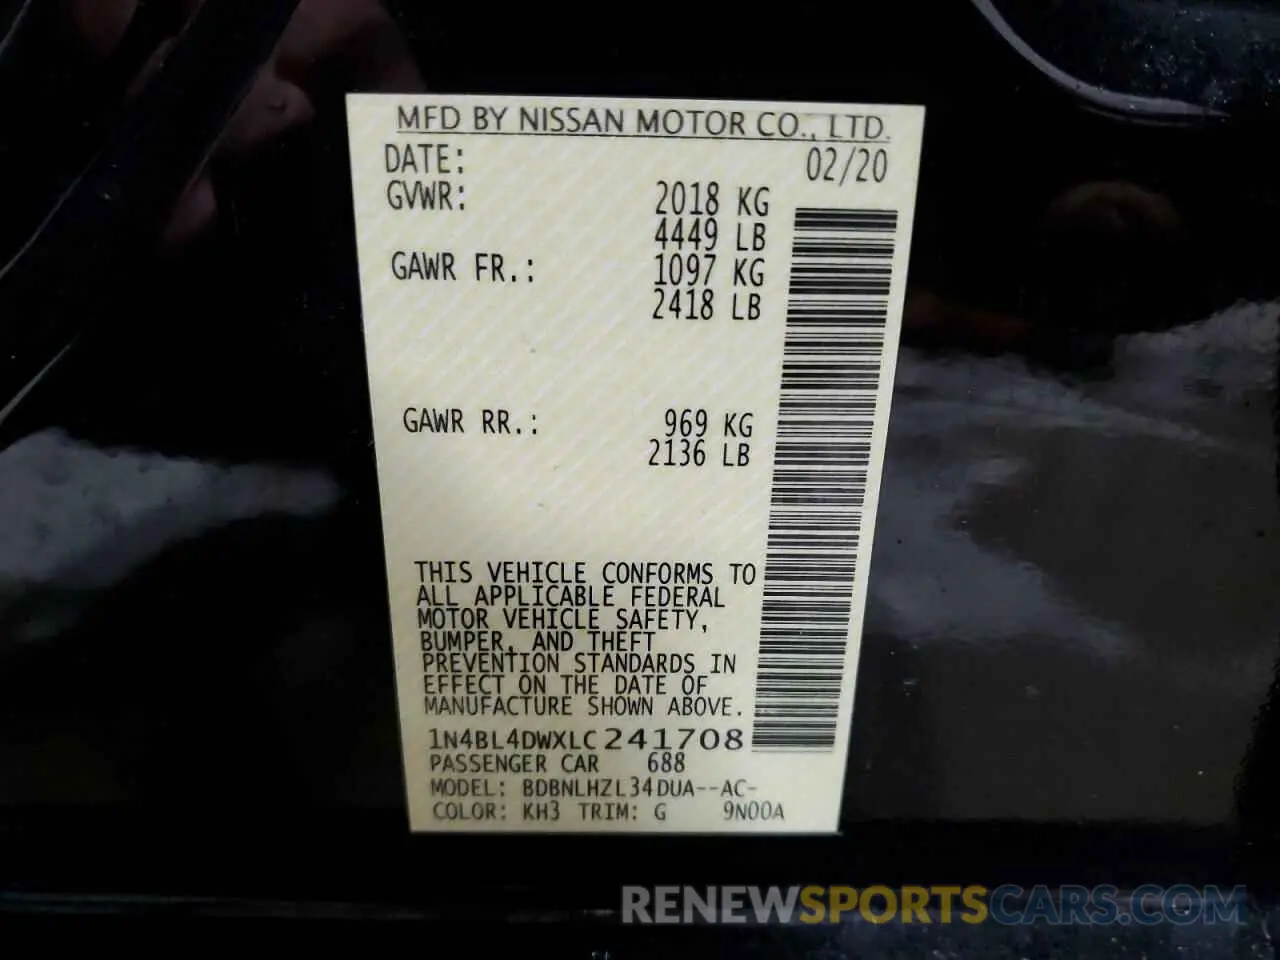 MFD BY NISSAN MOTOR CO., LTD.
DATE: 02/20
GVWR: 2018 KG
4449 LB
GAWR FR.: 1097 KG
2418 LB
GAWR RR.: 969 KG
2136 LB
THIS VEHICLE CONFORMS TO
ALL APPLICABLE FEDERAL
MOTOR VEHICLE SAFETY,
BUMPER, AND THEFT
PREVENTION STANDARDS IN
EFFECT ON THE DATE OF
MANUFACTURE SHOWN ABOVE.
1N4BL4DWXLC241708
PASSENGER CAR 688
MODEL: BDBNLHZL34DUA--AC-
COLOR: KH3 TRIM: G 9N00A
RENEWSPORTSCARS.COM